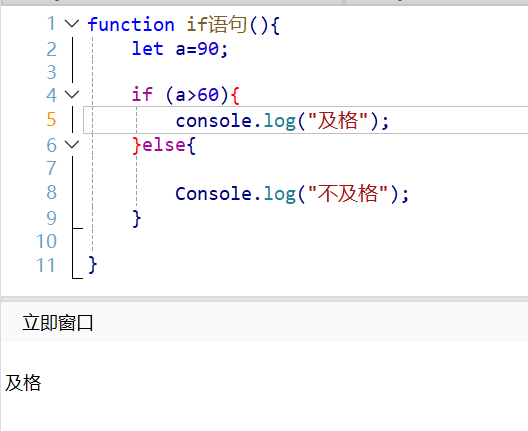 1 function if语句(){
2 let a=90;
3
4 if (a>60){
5 console.log("及格");
6 }else{
7
8 Console.log("不及格");
9 }
10
11 }
立即窗口
及格